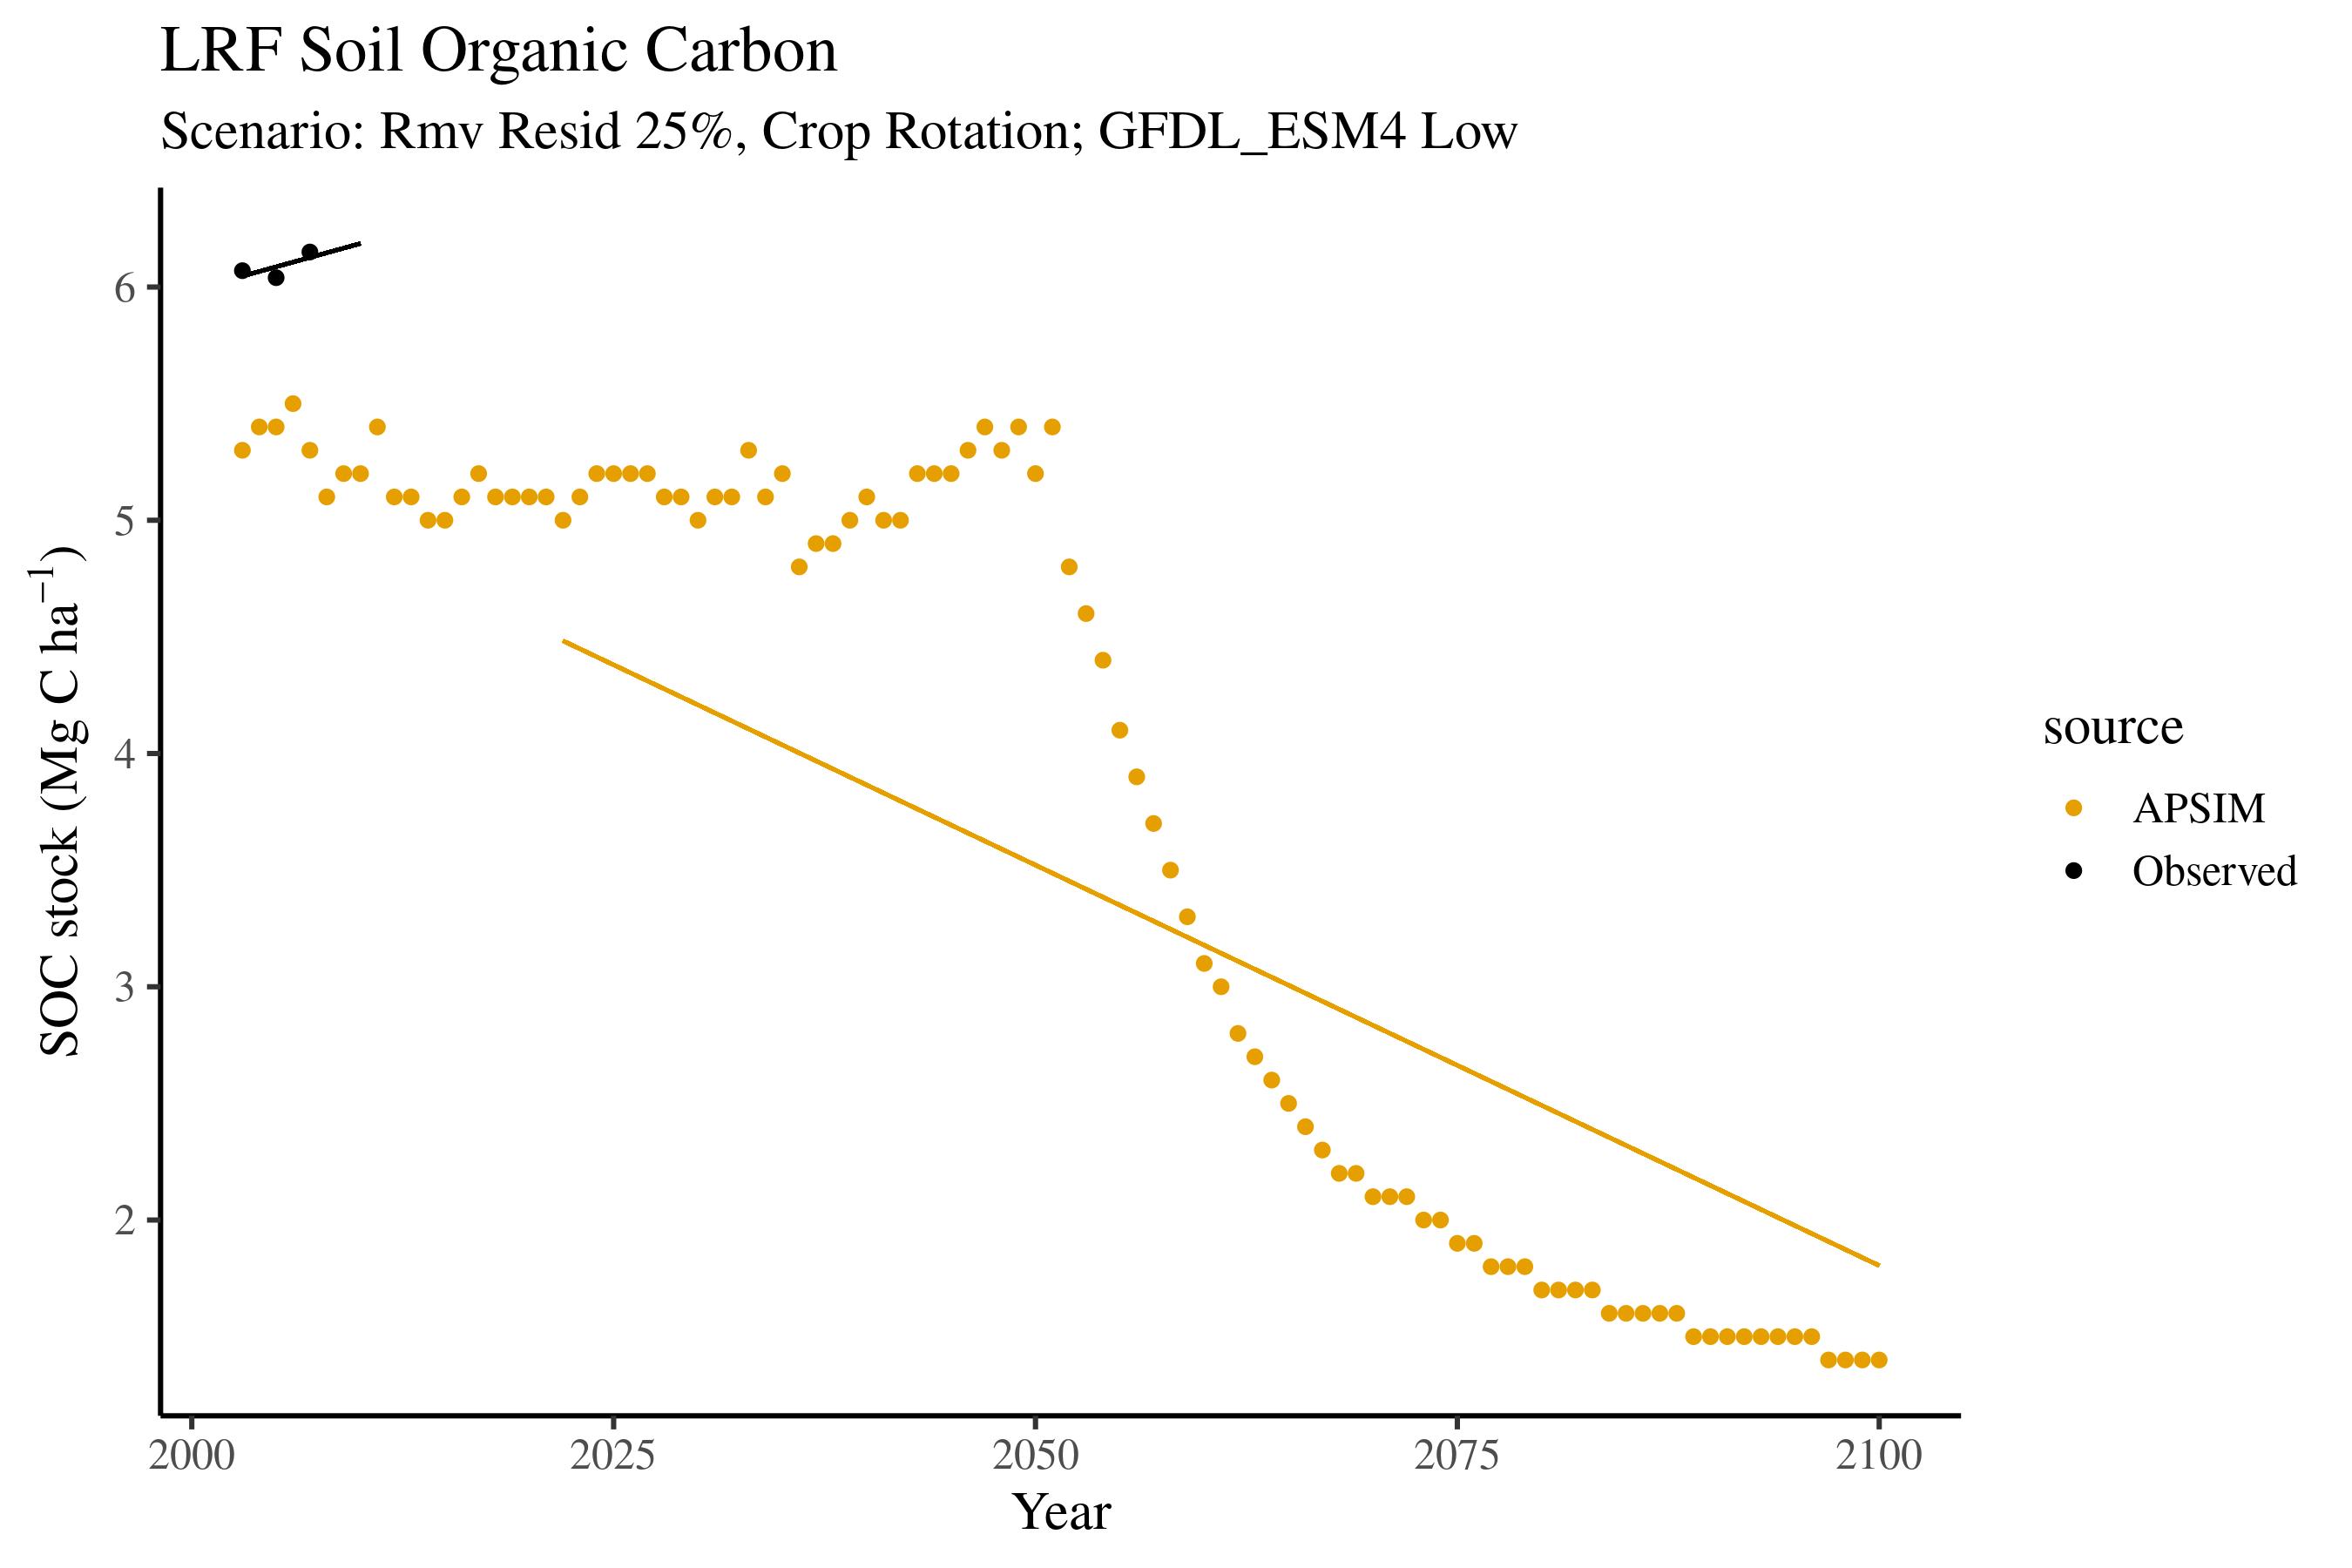 LRF Soil Organic Carbon
Scenario: Rmv Resid 25%, Crop Rotation; GFDL_ESM4 Low
SOC stock (Mg C ha⁻¹)
6
5
4
3
2
2000
2025
2050
2075
2100
Year
source
APSIM
Observed